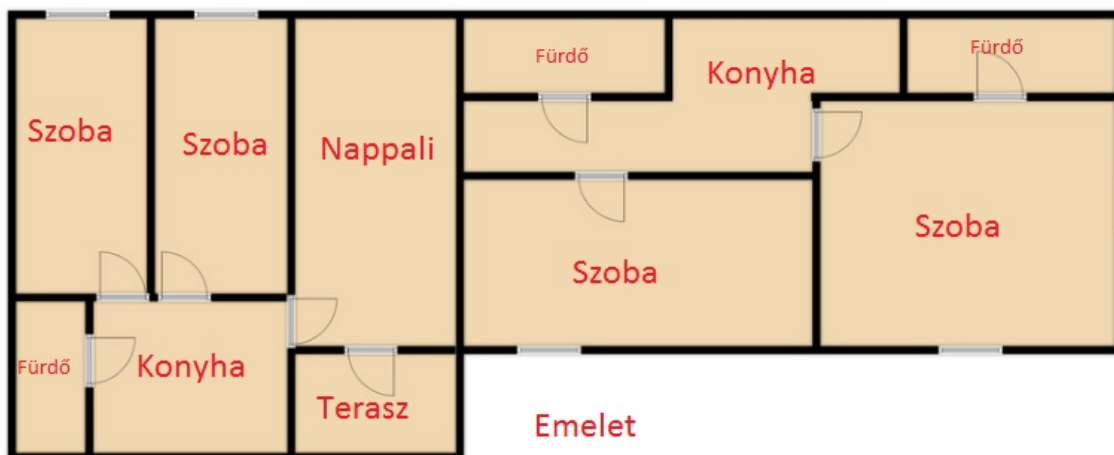 Fürdő
Konyha
Fürdő
Szoba
Szoba
Nappali
Szoba
Szoba
Fürdő
Konyha
Terasz
Emelet